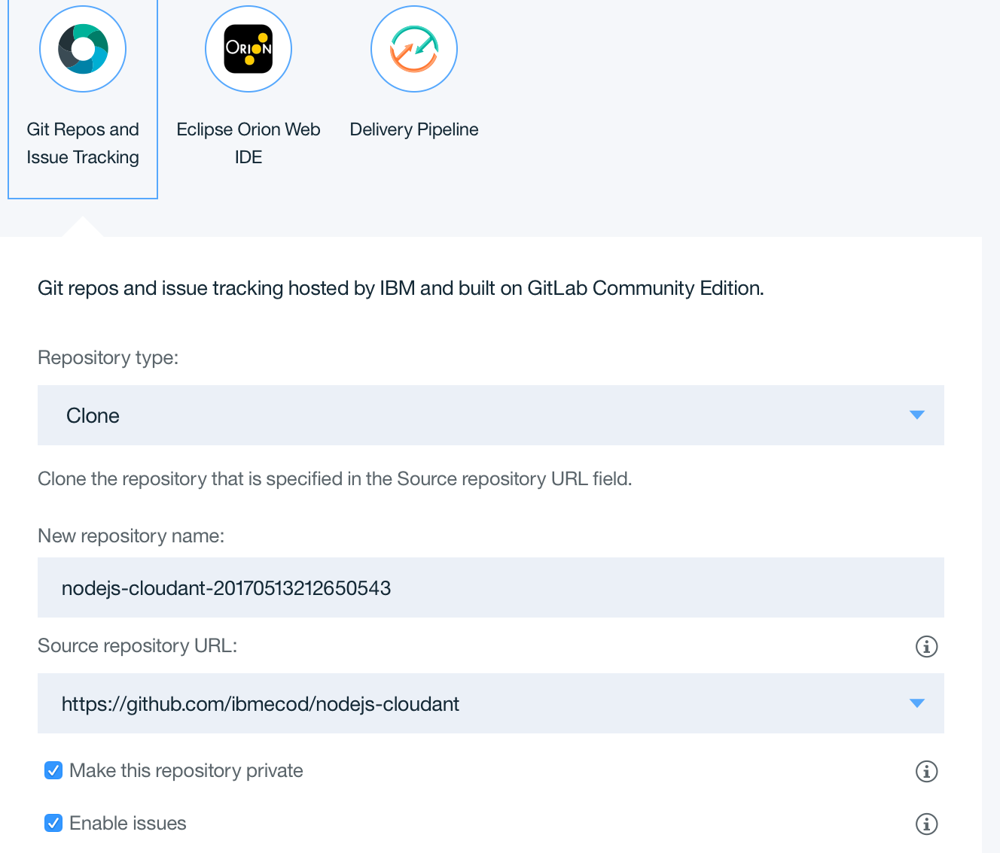 ORION
Git Repos and
Issue Tracking
Eclipse Orion Web
IDE
Delivery Pipeline
Git repos and issue tracking hosted by IBM and built on GitLab Community Edition.
Repository type:
Clone
Clone the repository that is specified in the Source repository URL field.
New repository name:
nodejs-cloudant-20170513212650543
Source repository URL:
https://github.com/ibmecod/nodejs-cloudant
Make this repository private
Enable issues